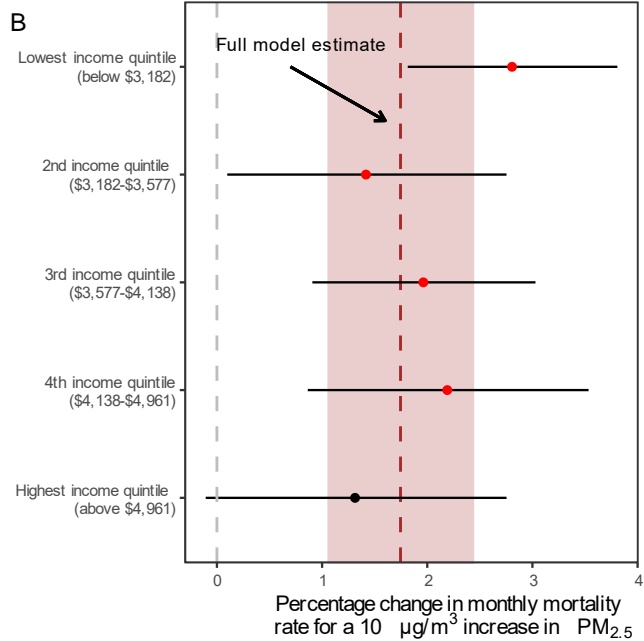 B
Full model estimate
Lowest income quintile
(below $3,182)
2nd income quintile
($3,182-$3,577)
3rd income quintile
($3,577-$4,138)
4th income quintile
($4,138-$4,961)
Highest income quintile
(above $4,961)
0 1 2 3 4
Percentage change in monthly mortality
rate for a 10 µg/m³ increase in PM₂.₅